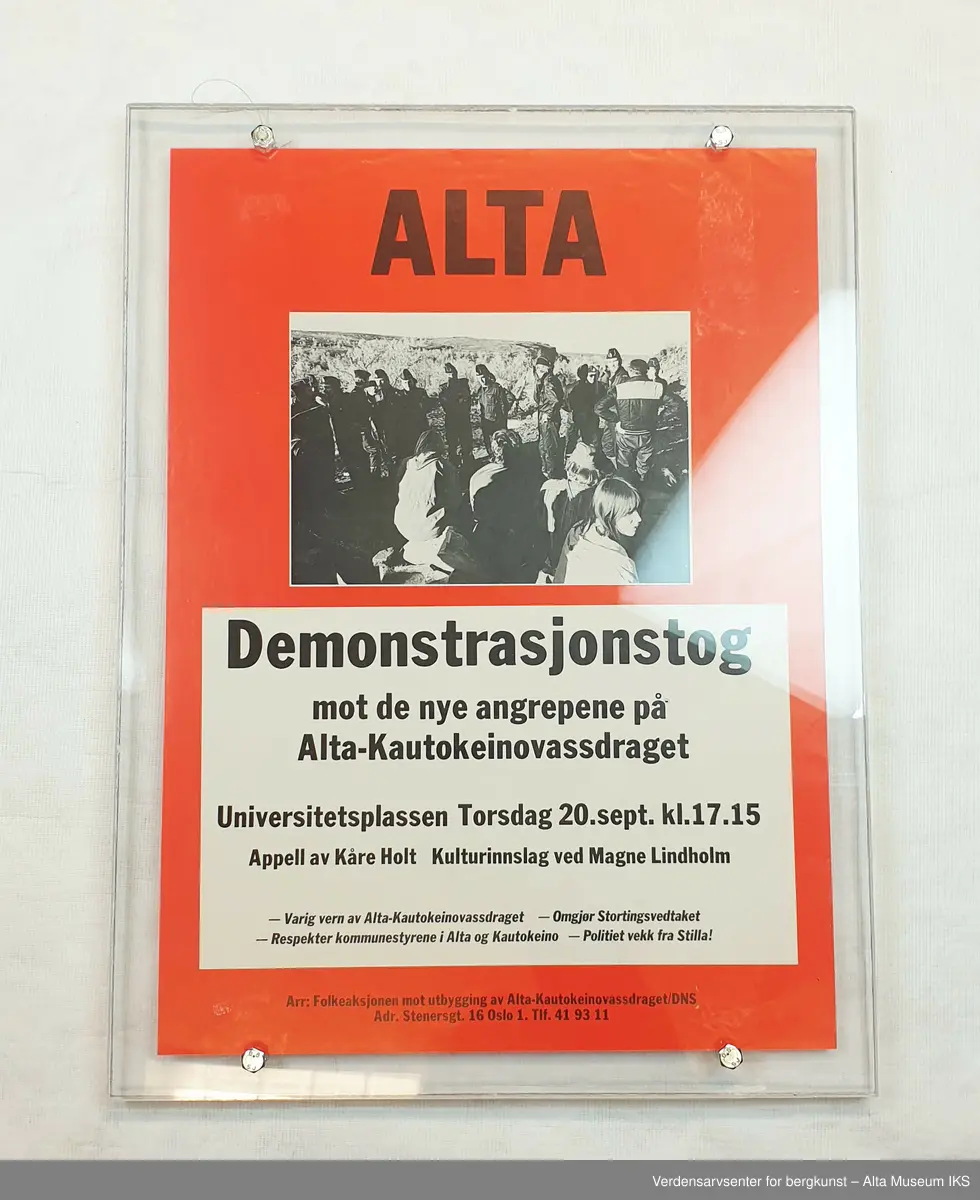 ALTA
Demonstrasjonstog
mot de nye angrepene på
Alta-Kautokeinovassdraget
Universitetsplassen Torsdag 20.sept. kl.17.15
Appell av Kåre Holt Kulturinnslag ved Magne Lindholm
— Varig vern av Alta-Kautokeinovassdraget — Omgjør Stortingsvedtaket
— Respekter kommunestyrene i Alta og Kautokeino — Politiet vekk fra Stilla!
Arr: Folkeaksjonen mot utbygging av Alta-Kautokeinovassdraget/DNS
Adr. Stenersgt. 16 Oslo 1. Tlf. 41 93 11
Verdensarvsenter for bergkunst – Alta Museum IKS